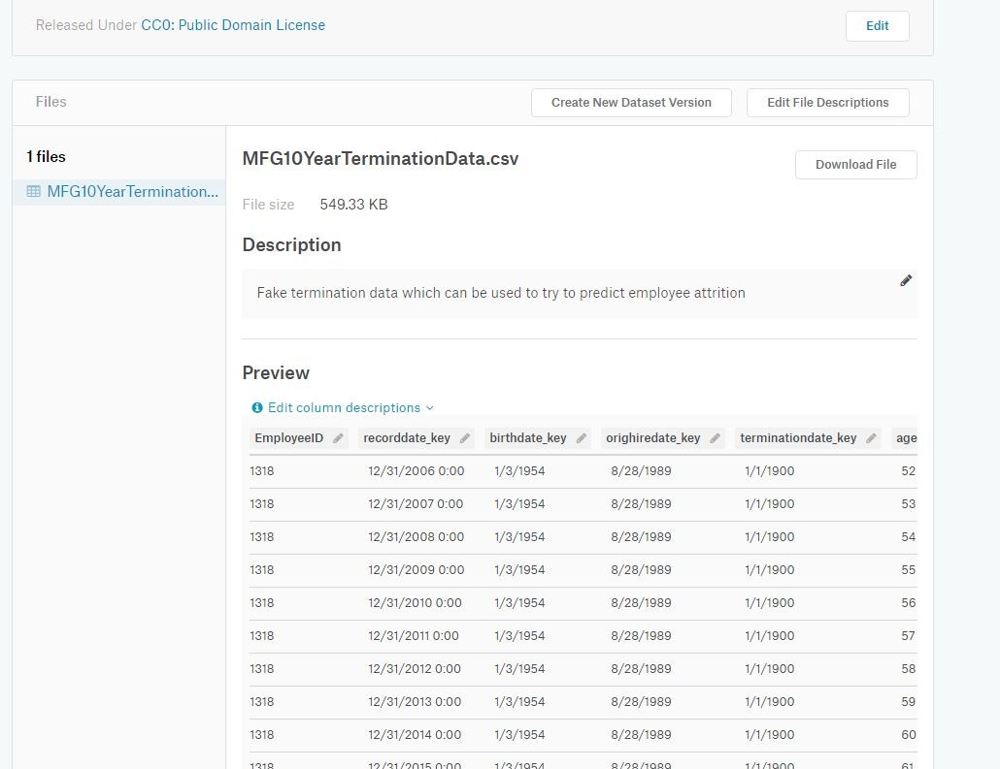 Released Under CC0: Public Domain License
Edit
Files
Create New Dataset Version
Edit File Descriptions
1 files
MFG10YearTermination...
MFG10YearTerminationData.csv
Download File
File size 549.33 KB
Description
Fake termination data which can be used to try to predict employee attrition
Preview
Edit column descriptions
EmployeeID recorddate_key birthdate_key orighiredate_key terminationdate_key age
1318 12/31/2006 0:00 1/3/1954 8/28/1989 1/1/1900 52
1318 12/31/2007 0:00 1/3/1954 8/28/1989 1/1/1900 53
1318 12/31/2008 0:00 1/3/1954 8/28/1989 1/1/1900 54
1318 12/31/2009 0:00 1/3/1954 8/28/1989 1/1/1900 55
1318 12/31/2010 0:00 1/3/1954 8/28/1989 1/1/1900 56
1318 12/31/2011 0:00 1/3/1954 8/28/1989 1/1/1900 57
1318 12/31/2012 0:00 1/3/1954 8/28/1989 1/1/1900 58
1318 12/31/2013 0:00 1/3/1954 8/28/1989 1/1/1900 59
1318 12/31/2014 0:00 1/3/1954 8/28/1989 1/1/1900 60
1318 12/31/2015 0:00 1/3/1954 8/28/1989 1/1/1900 61